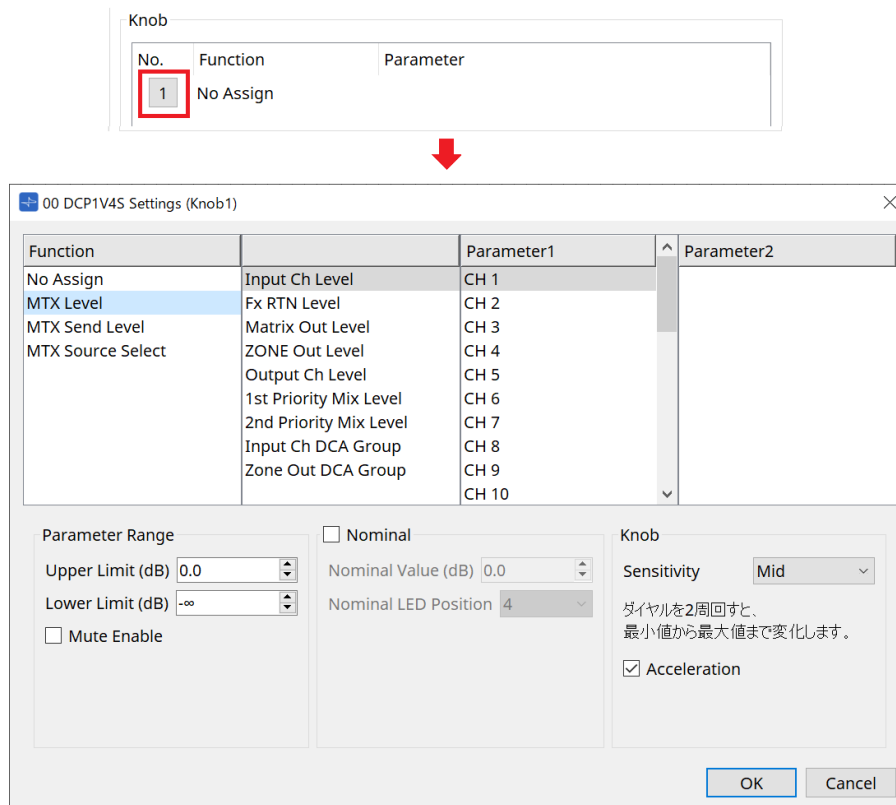 Knob
No. Function Parameter
1 No Assign
00 DCP1V4S Settings (Knob1)
Function Parameter1 Parameter2
No Assign Input Ch Level CH 1
MTX Level Fx RTN Level CH 2
MTX Send Level Matrix Out Level CH 3
MTX Source Select ZONE Out Level CH 4
Output Ch Level CH 5
1st Priority Mix Level CH 6
2nd Priority Mix Level CH 7
Input Ch DCA Group CH 8
Zone Out DCA Group CH 9
CH 10
Parameter Range
Upper Limit (dB) 0.0
Lower Limit (dB) -∞
Mute Enable
Nominal
Nominal Value (dB) 0.0
Nominal LED Position 4
Knob
Sensitivity Mid
ダイヤルを2周回すと、
最小値から最大値まで変化します。
Acceleration
OK Cancel